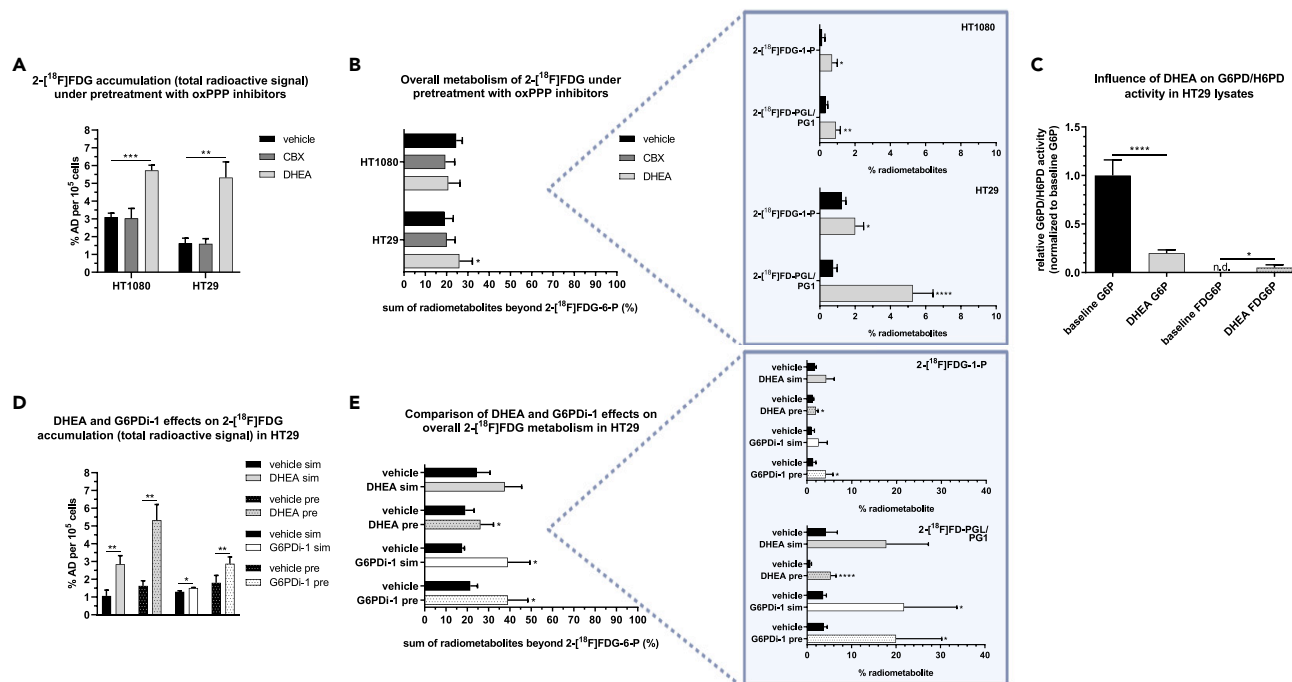 A
2-[¹⁸F]FDG accumulation (total radioactive signal)
under pretreatment with oxPPP inhibitors
% AD per 10⁵ cells
8
7
6
5
4
3
2
1
0
***
**
HT1080
HT29
vehicle
CBX
DHEA
B
Overall metabolism of 2-[¹⁸F]FDG under
pretreatment with oxPPP inhibitors
HT1080
HT29
*
0 10 20 30 40 50 60 70 80 90 100
sum of radiometabolites beyond 2-[¹⁸F]FDG-6-P (%)
vehicle
CBX
DHEA
HT1080
2-[¹⁸F]FDG-1-P
*
2-[¹⁸F]FD-PGL/
PG1
**
0 2 4 6 8 10
% radiometabolites
HT29
2-[¹⁸F]FDG-1-P
*
2-[¹⁸F]FD-PGL/
PG1
****
0 2 4 6 8 10
% radiometabolites
C
Influence of DHEA on G6PD/H6PD
activity in HT29 lysates
relative G6PD/H6PD activity
(normalized to baseline G6P)
1.5
1.0
0.5
0.0
****
n.d.
*
baseline G6P
DHEA G6P
baseline FDG6P
DHEA FDG6P
D
DHEA and G6PDi-1 effects on 2-[¹⁸F]FDG
accumulation (total radioactive signal) in HT29
% AD per 10⁵ cells
8
7
6
5
4
3
2
1
0
**
**
*
**
vehicle sim
DHEA sim
vehicle pre
DHEA pre
vehicle sim
G6PDi-1 sim
vehicle pre
G6PDi-1 pre
E
Comparison of DHEA and G6PDi-1 effects on
overall 2-[¹⁸F]FDG metabolism in HT29
vehicle
DHEA sim
vehicle
DHEA pre *
vehicle
G6PDi-1 sim *
vehicle
G6PDi-1 pre *
0 10 20 30 40 50 60 70 80 90 100
sum of radiometabolites beyond 2-[¹⁸F]FDG-6-P (%)
2-[¹⁸F]FDG-1-P
vehicle
DHEA sim
vehicle
DHEA pre *
vehicle
G6PDi-1 sim
vehicle
G6PDi-1 pre *
0 10 20 30 40
% radiometabolite
2-[¹⁸F]FD-PGL/
PG1
vehicle
DHEA sim
vehicle
DHEA pre ****
vehicle
G6PDi-1 sim *
vehicle
G6PDi-1 pre *
0 10 20 30 40
% radiometabolite